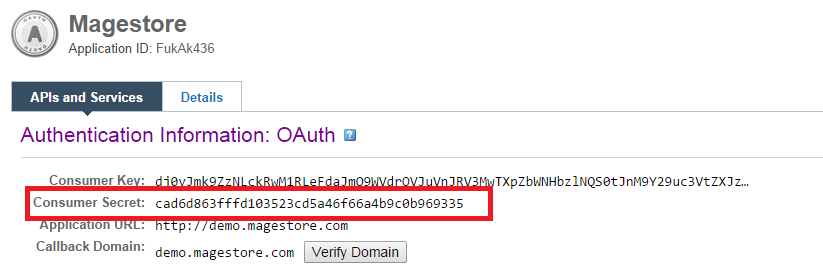 Magestore
Application ID: FukAk436
APIs and Services Details
Authentication Information: OAuth ?
Consumer Key: dj0yJmk9ZzNLckRwM1RLeEdaJmQ9WVdrOVJuVnJRV3MwTXpZbWNHbzlNQS0tJnM9Y29uc3VtZXJz…
Consumer Secret: cad6d863fffd103523cd5a46f66a4b9c0b969335
Application URL: http://demo.magestore.com
Callback Domain: demo.magestore.com Verify Domain